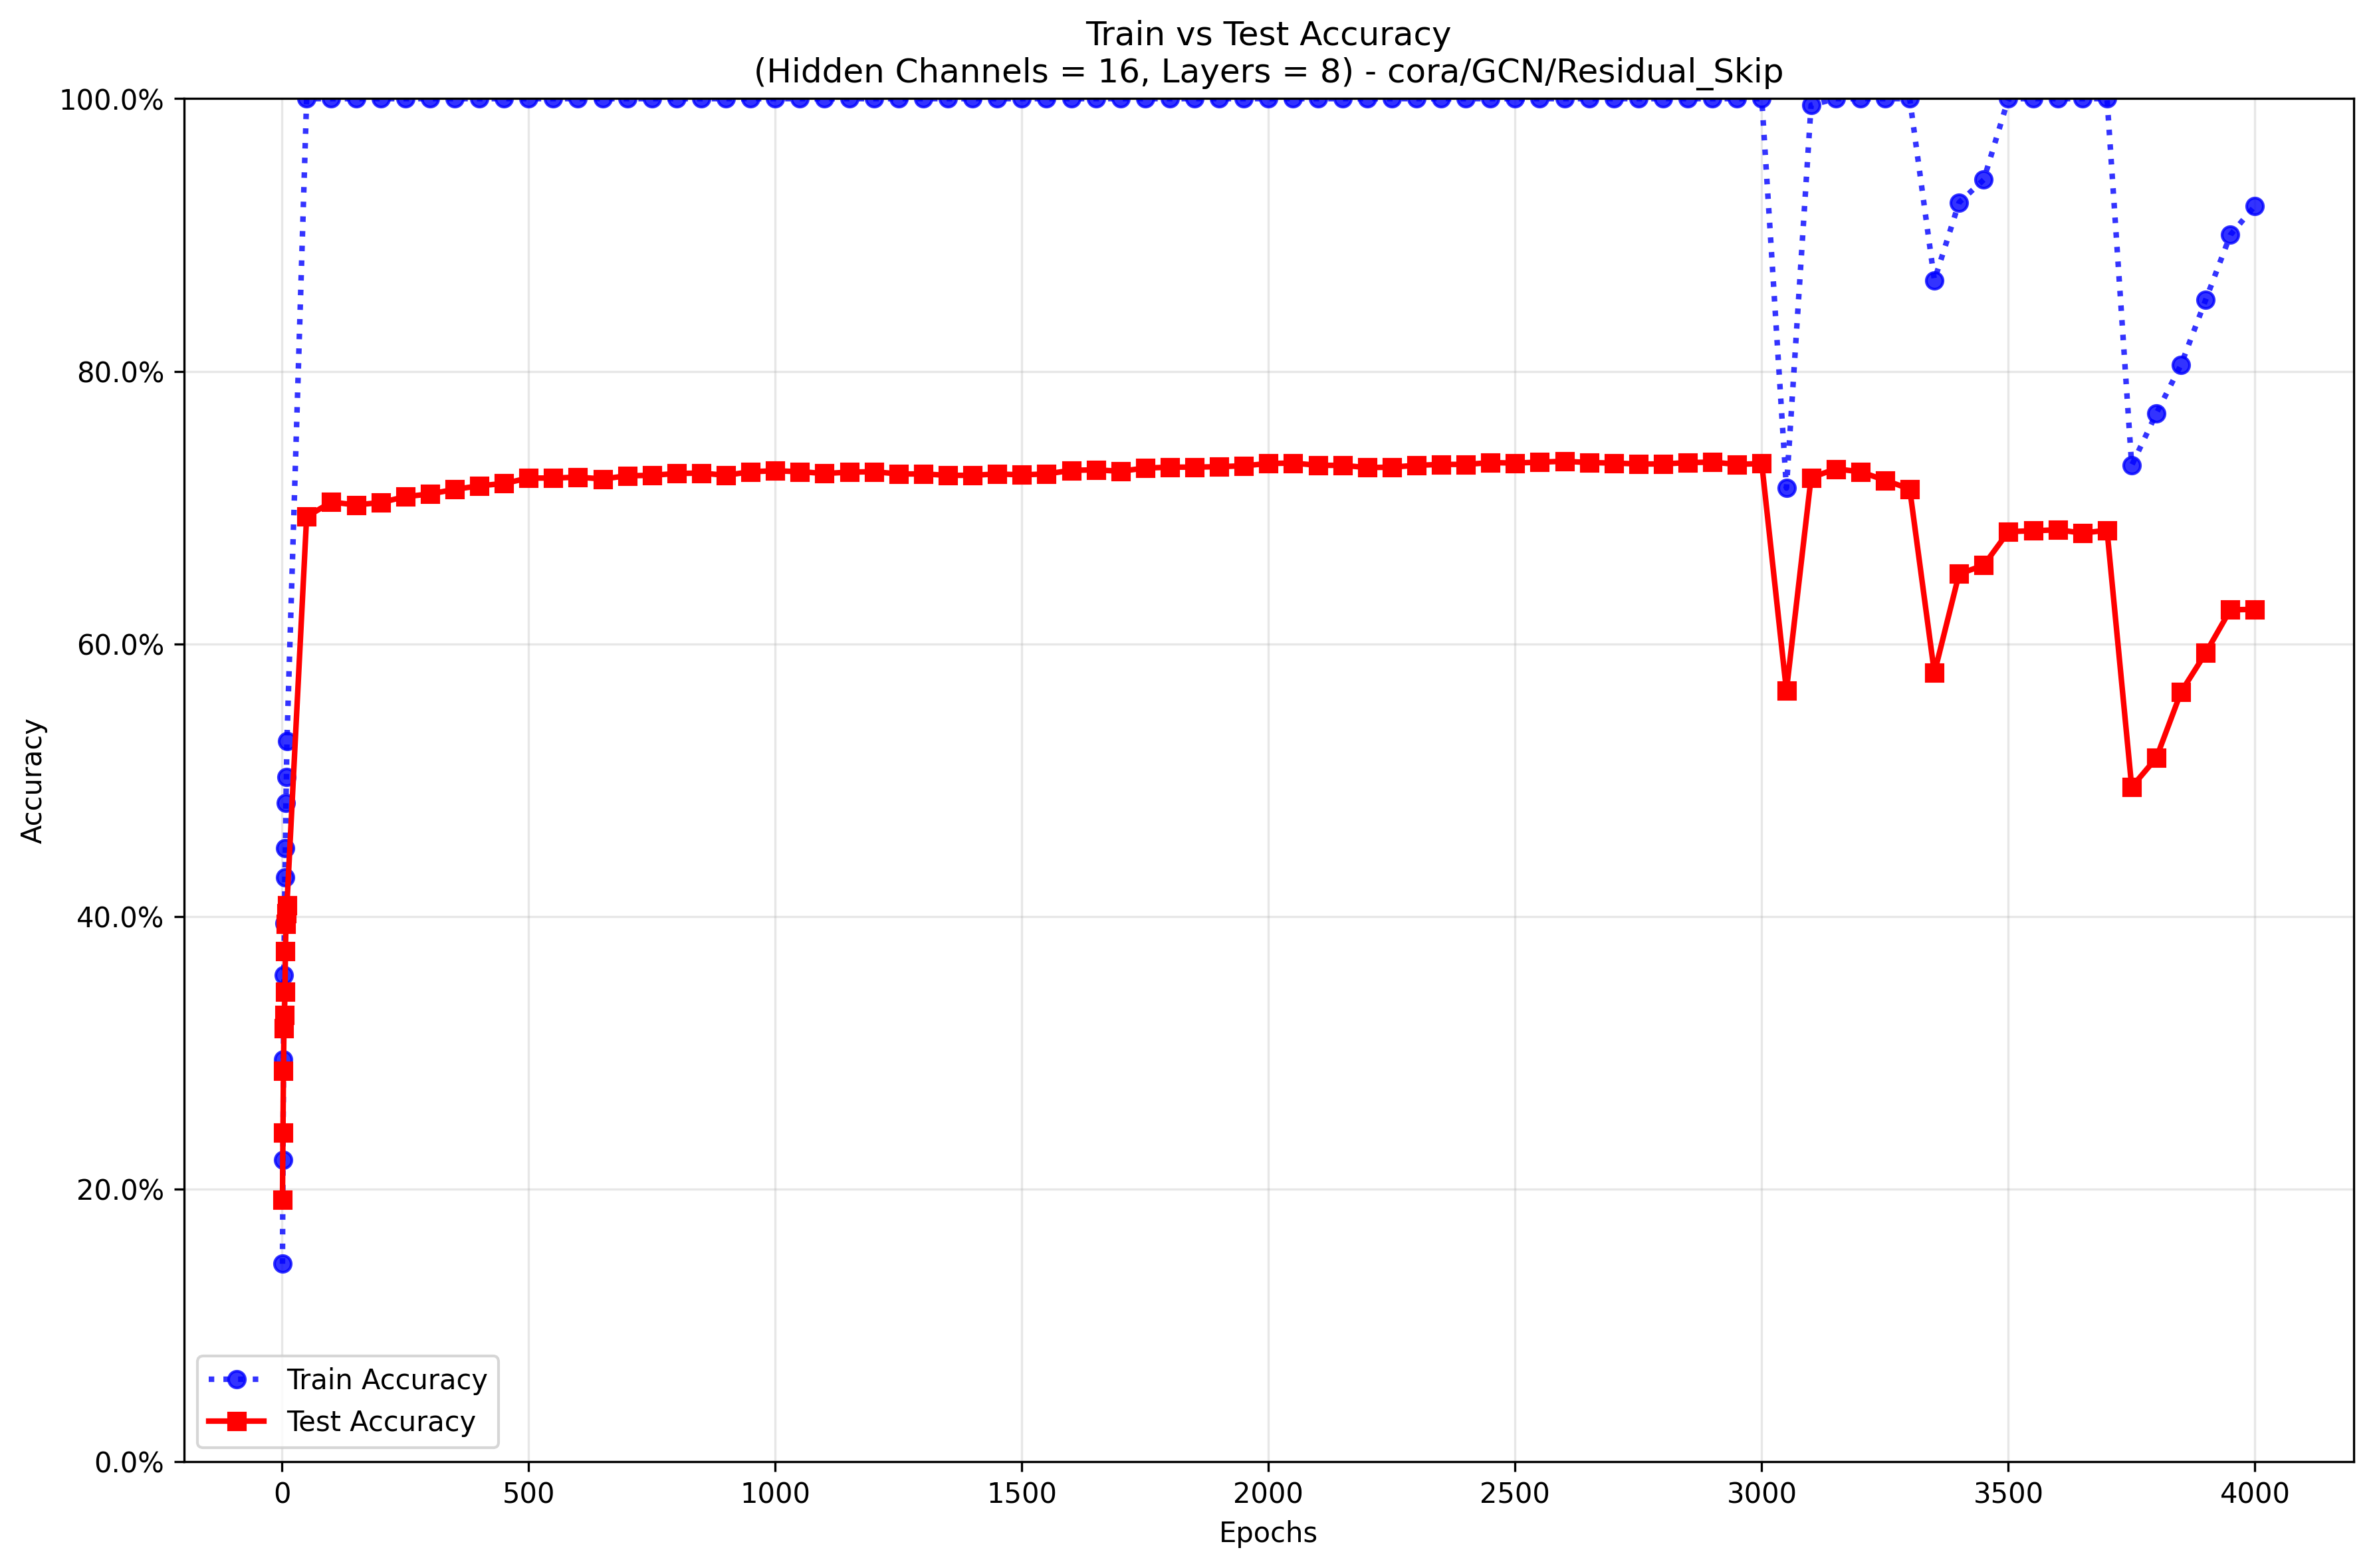 Train vs Test Accuracy
(Hidden Channels = 16, Layers = 8) - cora/GCN/Residual_Skip
100.0%
80.0%
60.0%
40.0%
20.0%
0.0%
Accuracy
Train Accuracy
Test Accuracy
0 500 1000 1500 2000 2500 3000 3500 4000
Epochs